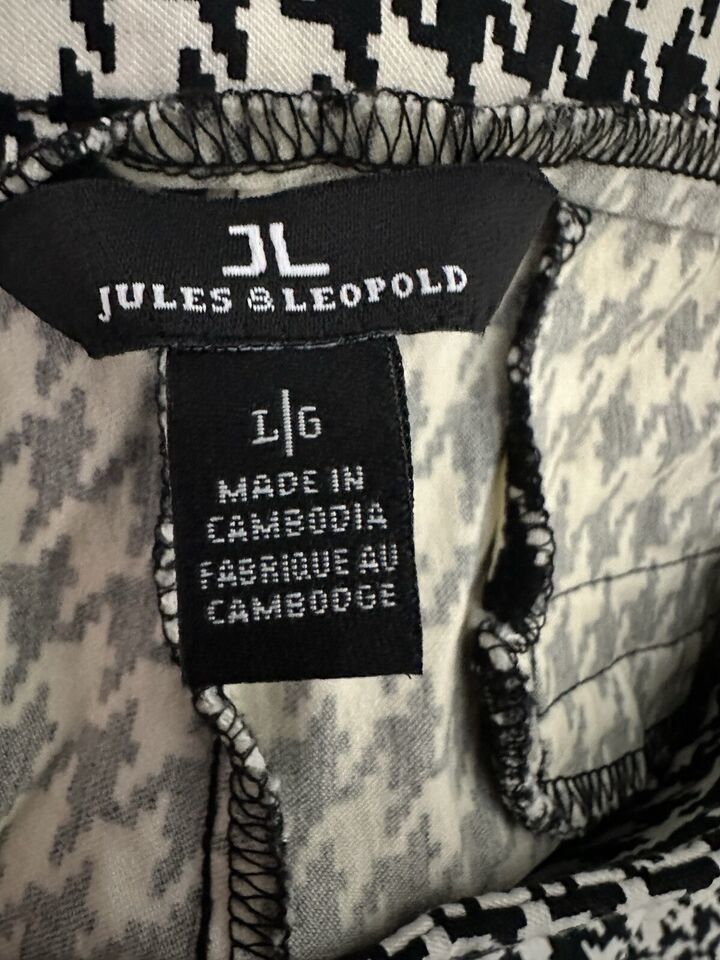 JL
JULES & LEOPOLD
L|G
MADE IN
CAMBODIA
FABRIQUE AU
CAMBODGE